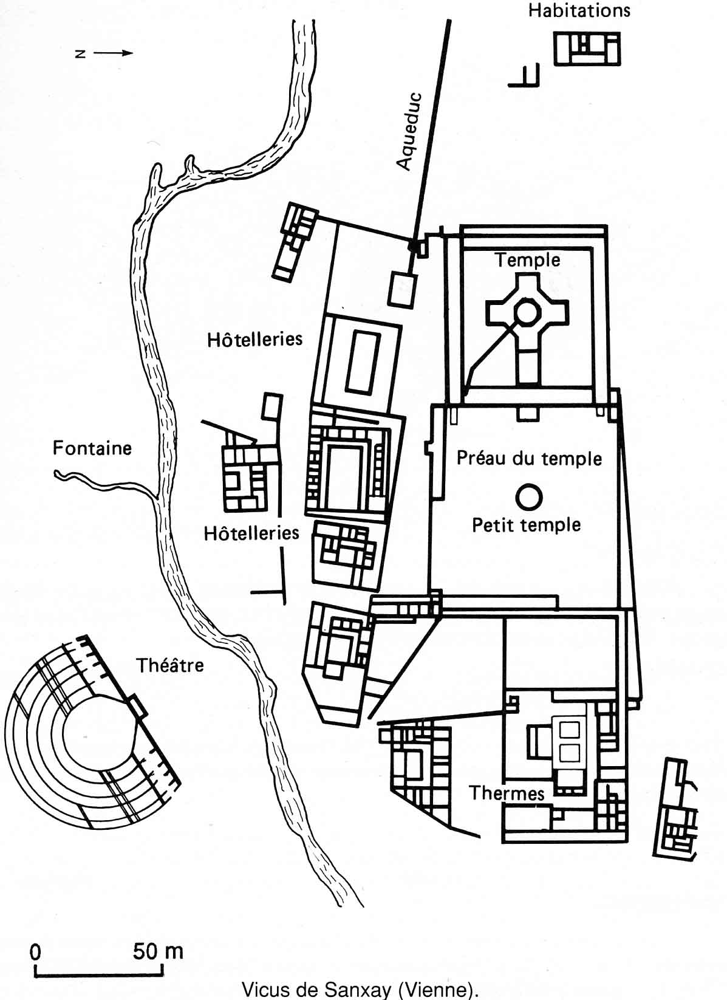 Habitations
N
Aqueduc
Temple
Hôtelleries
Fontaine
Préau du temple
Petit temple
Hôtelleries
Théâtre
Thermes
0 50 m
Vicus de Sanxay (Vienne).